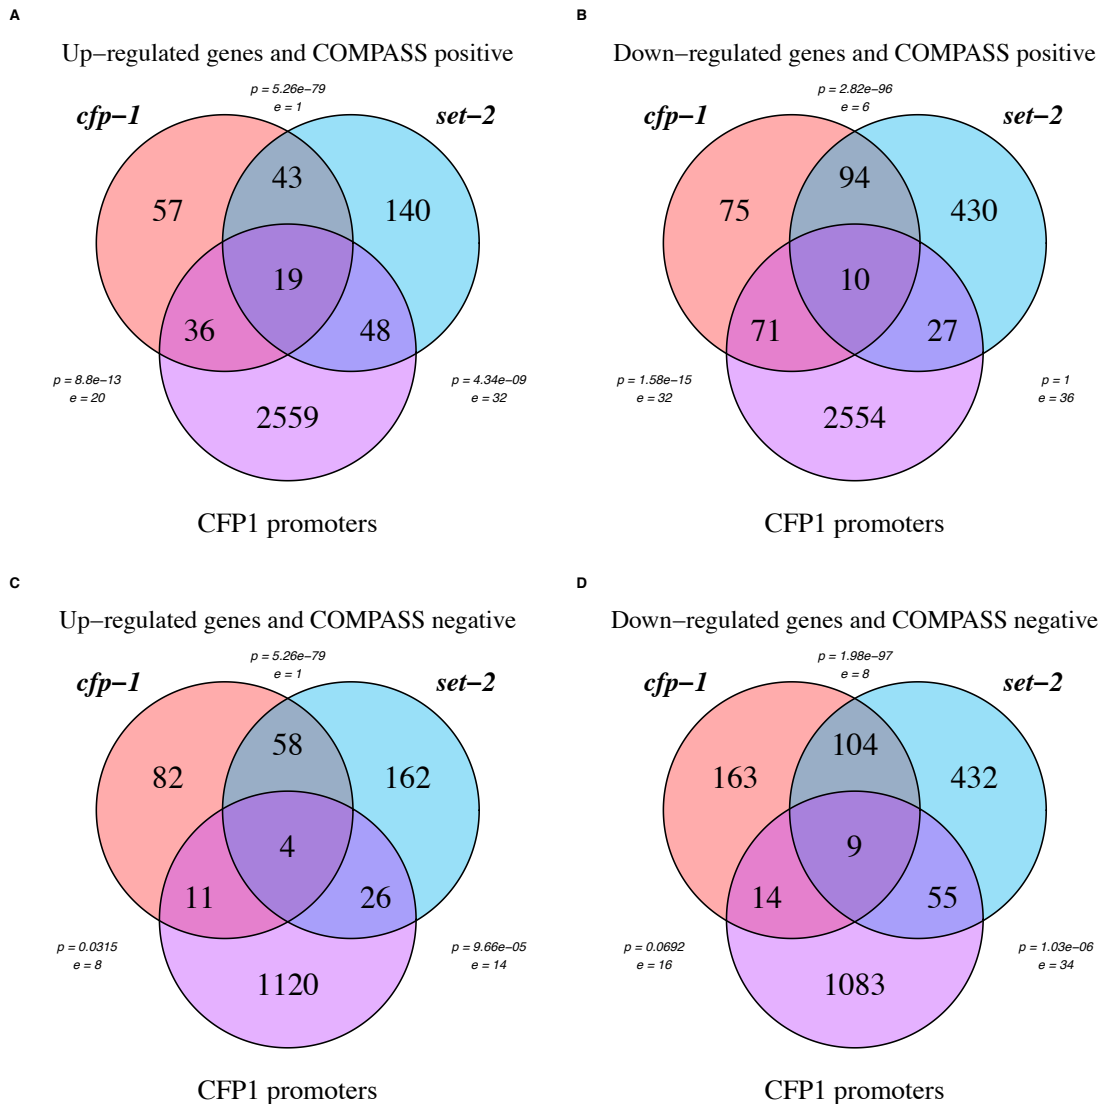 A
Up−regulated genes and COMPASS positive
p = 5.26e−79
e = 1
cfp−1
set−2
43
57
140
19
36
48
p = 8.8e−13
e = 20
p = 4.34e−09
e = 32
2559
CFP1 promoters
B
Down−regulated genes and COMPASS positive
p = 2.82e−96
e = 6
cfp−1
set−2
94
75
430
10
71
27
p = 1.58e−15
e = 32
p = 1
e = 36
2554
CFP1 promoters
C
Up−regulated genes and COMPASS negative
p = 5.26e−79
e = 1
cfp−1
set−2
58
82
162
4
11
26
p = 0.0315
e = 8
p = 9.66e−05
e = 14
1120
CFP1 promoters
D
Down−regulated genes and COMPASS negative
p = 1.98e−97
e = 8
cfp−1
set−2
104
163
432
9
14
55
p = 0.0692
e = 16
p = 1.03e−06
e = 34
1083
CFP1 promoters